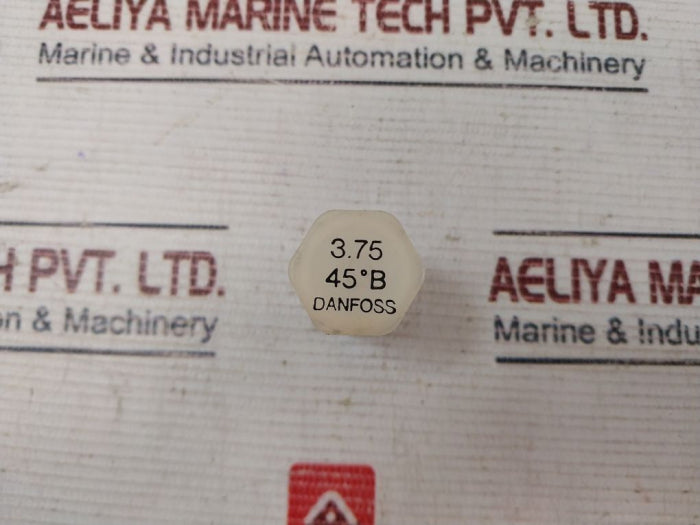 AELIYA MARINE TECH PVT. LTD.
Marine & Industrial Automation & Machinery
H PVT. LTD.
on & Machinery
3.75
45°B
DANFOSS
AELIYA MA
Marine & Indu